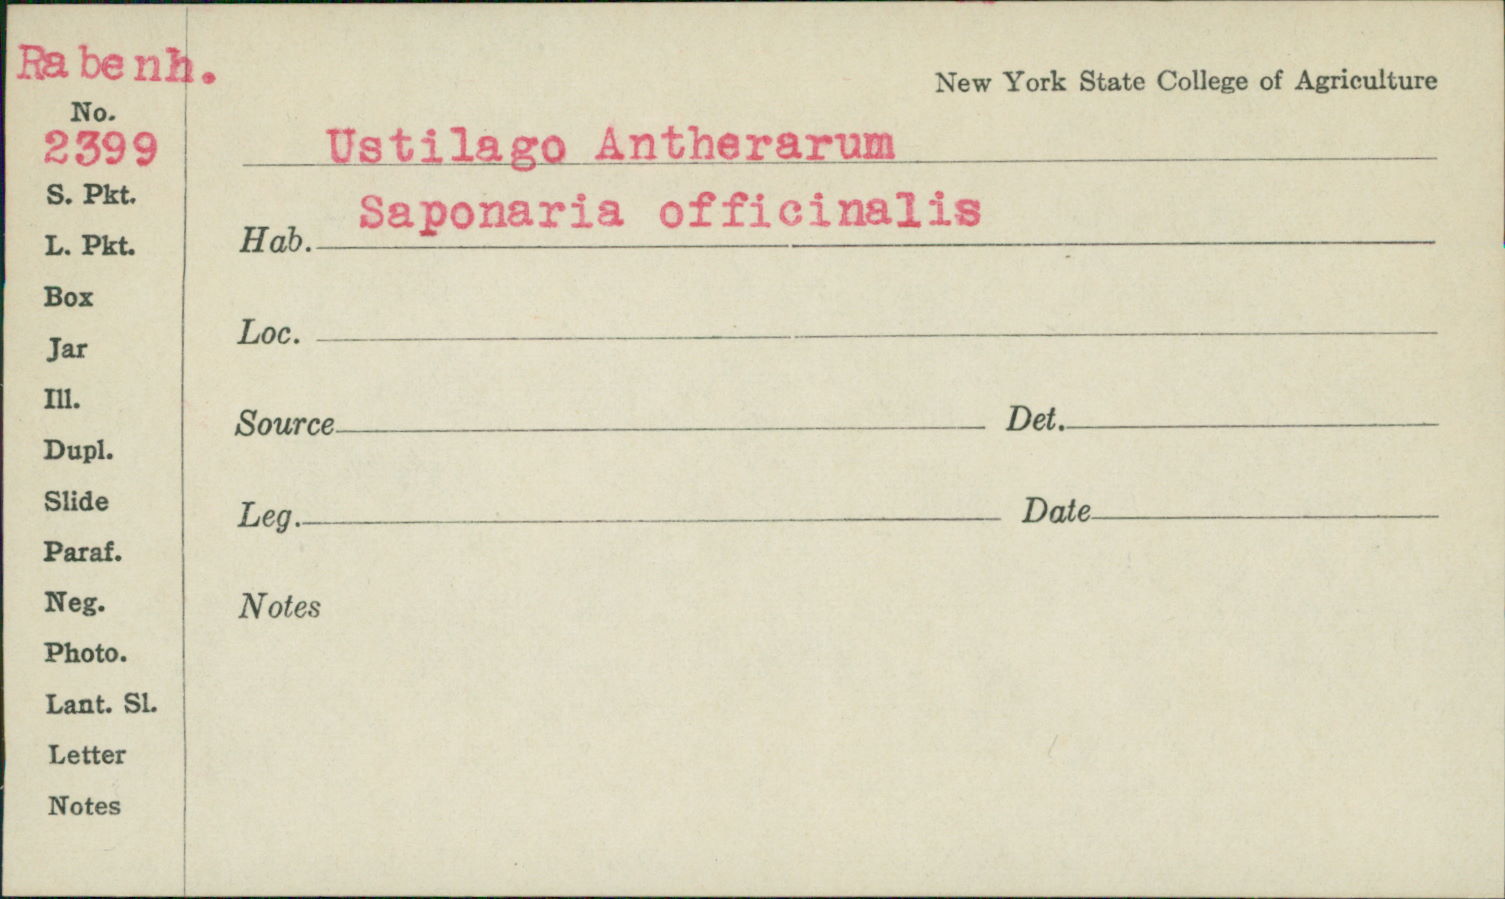 Rabenh.
New York State College of Agriculture
No.
2399
Ustilago Antherarum
S. Pkt.
Hab. Saponaria officinalis
L. Pkt.
Box
Loc.
Jar
Ill.
Source Det.
Dupl.
Slide
Leg. Date
Paraf.
Neg.
Notes
Photo.
Lant. Sl.
Letter
Notes